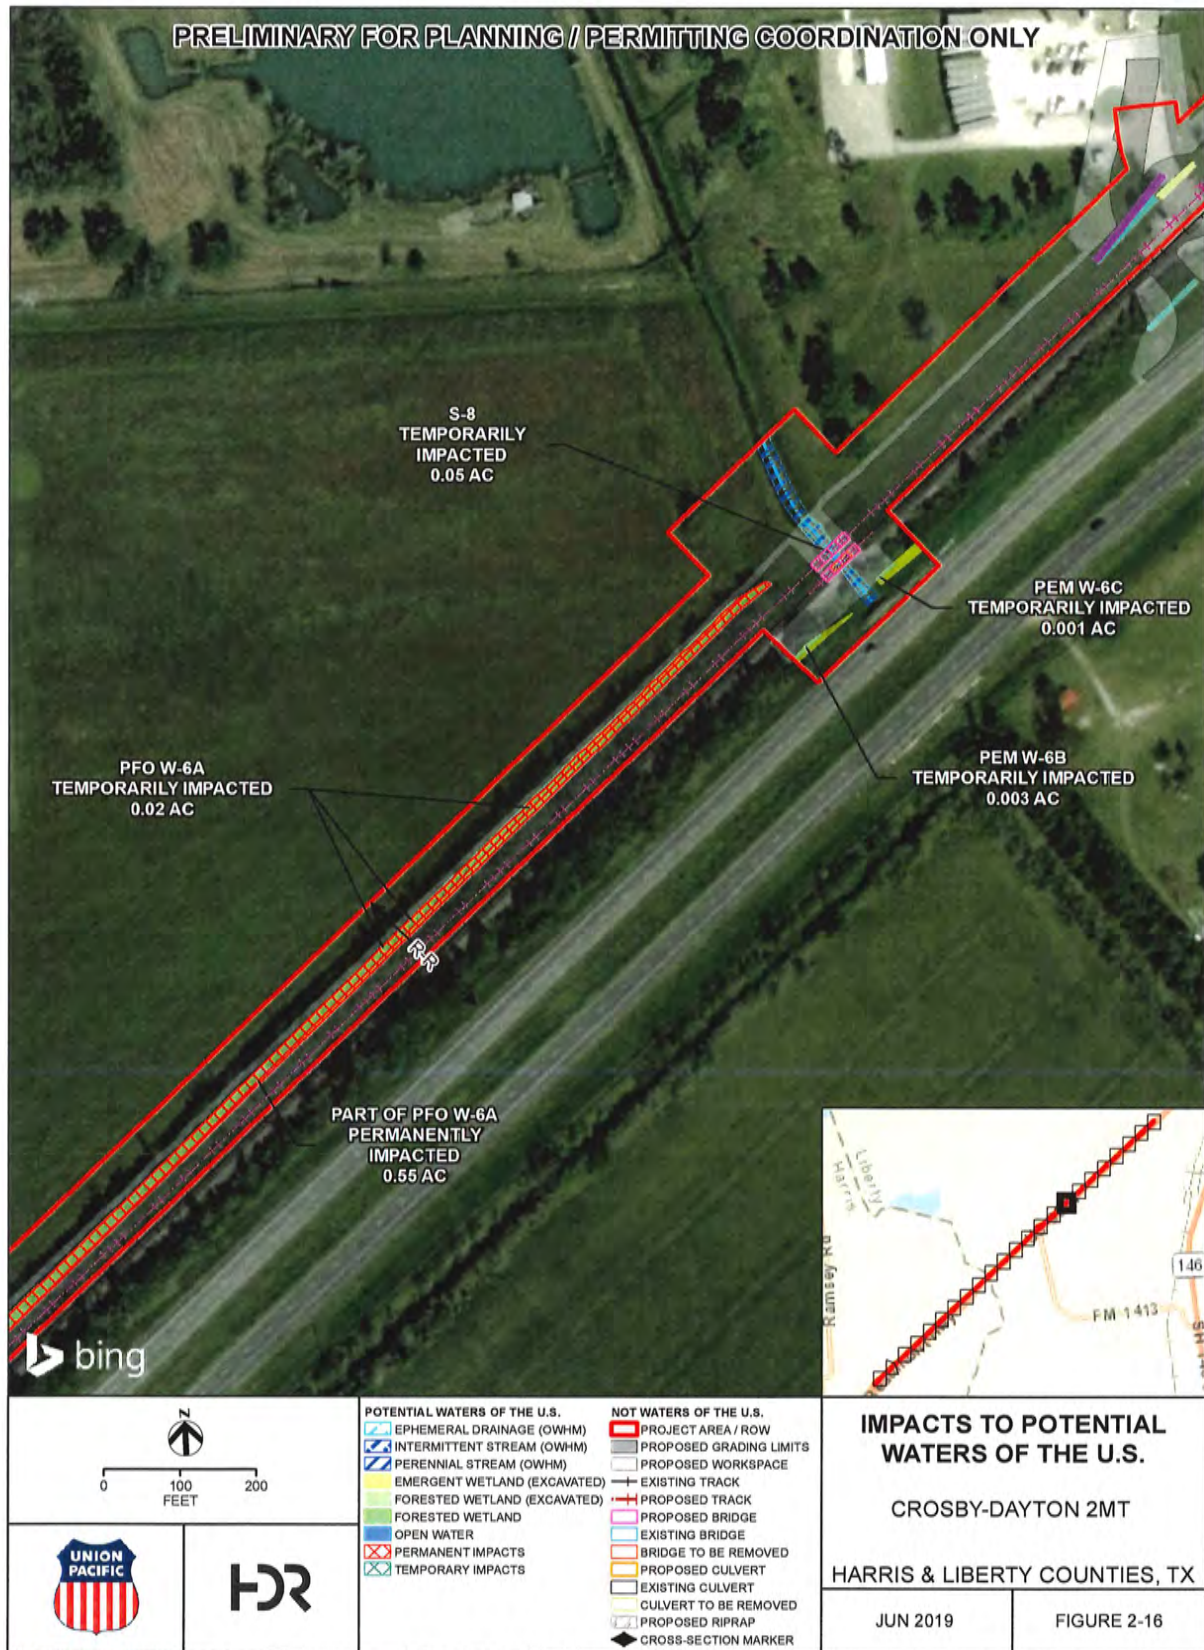 PRELIMINARY FOR PLANNING / PERMITTING COORDINATION ONLY
S-8
TEMPORARILY
IMPACTED
0.05 AC
PEM W-6C
TEMPORARILY IMPACTED
0.001 AC
PFO W-6A
TEMPORARILY IMPACTED
0.02 AC
PEM W-6B
TEMPORARILY IMPACTED
0.003 AC
R-R
PART OF PFO W-6A
PERMANENTLY
IMPACTED
0.55 AC
bing
Liberty
Harris
Ramsey Rd
146
FM 1413
N
0 100 200
FEET
UNION
PACIFIC
HDR
POTENTIAL WATERS OF THE U.S.
EPHEMERAL DRAINAGE (OWHM)
INTERMITTENT STREAM (OWHM)
PERENNIAL STREAM (OWHM)
EMERGENT WETLAND (EXCAVATED)
FORESTED WETLAND (EXCAVATED)
FORESTED WETLAND
OPEN WATER
PERMANENT IMPACTS
TEMPORARY IMPACTS
NOT WATERS OF THE U.S.
PROJECT AREA / ROW
PROPOSED GRADING LIMITS
PROPOSED WORKSPACE
EXISTING TRACK
PROPOSED TRACK
PROPOSED BRIDGE
EXISTING BRIDGE
BRIDGE TO BE REMOVED
PROPOSED CULVERT
EXISTING CULVERT
CULVERT TO BE REMOVED
PROPOSED RIPRAP
CROSS-SECTION MARKER
IMPACTS TO POTENTIAL
WATERS OF THE U.S.
CROSBY-DAYTON 2MT
HARRIS & LIBERTY COUNTIES, TX
JUN 2019
FIGURE 2-16